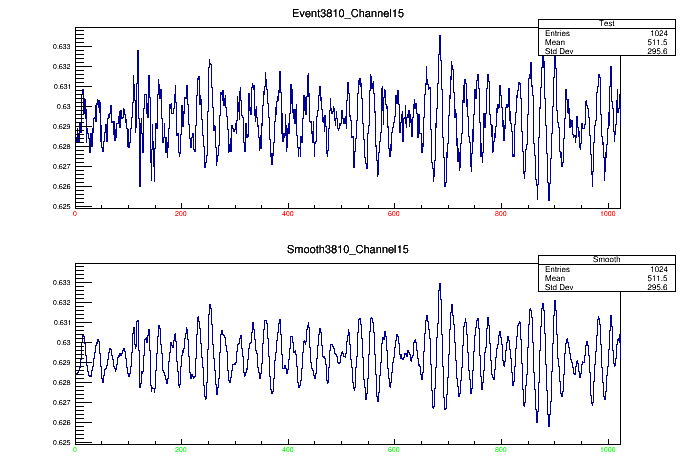 Event3810_Channel15
Test
Entries 1024
Mean 511.5
Std Dev 295.6
0.633
0.632
0.631
0.63
0.629
0.628
0.627
0.626
0.625
0 200 400 600 800 1000
Smooth3810_Channel15
Smooth
Entries 1024
Mean 511.5
Std Dev 295.6
0.633
0.632
0.631
0.63
0.629
0.628
0.627
0.626
0.625
0 200 400 600 800 1000